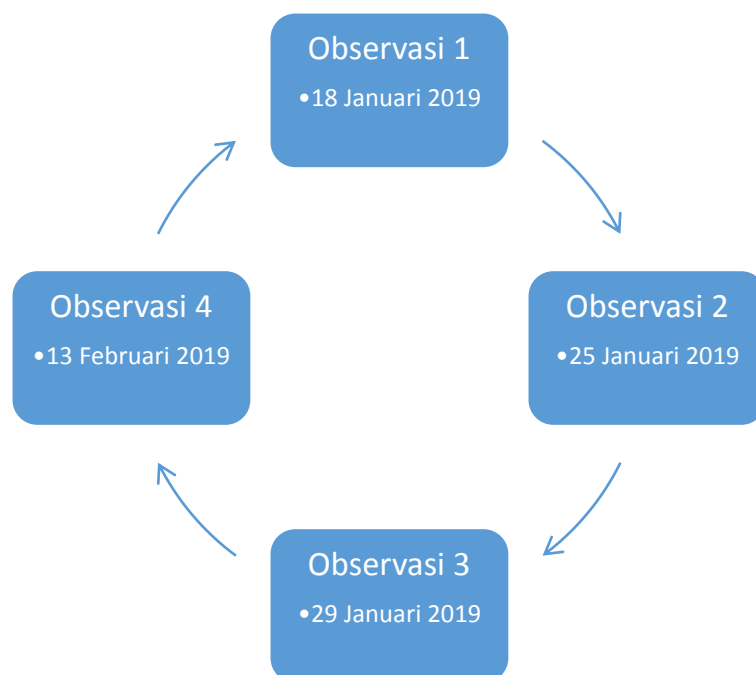 Observasi 1
•18 Januari 2019
Observasi 2
•25 Januari 2019
Observasi 3
•29 Januari 2019
Observasi 4
•13 Februari 2019